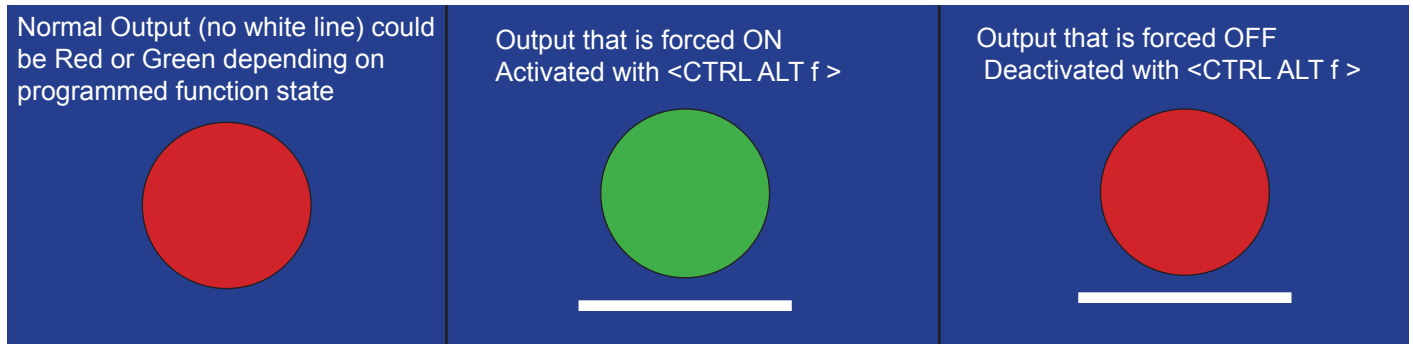 Normal Output (no white line) could
be Red or Green depending on
programmed function state
Output that is forced ON
Activated with <CTRL ALT f >
Output that is forced OFF
Deactivated with <CTRL ALT f >